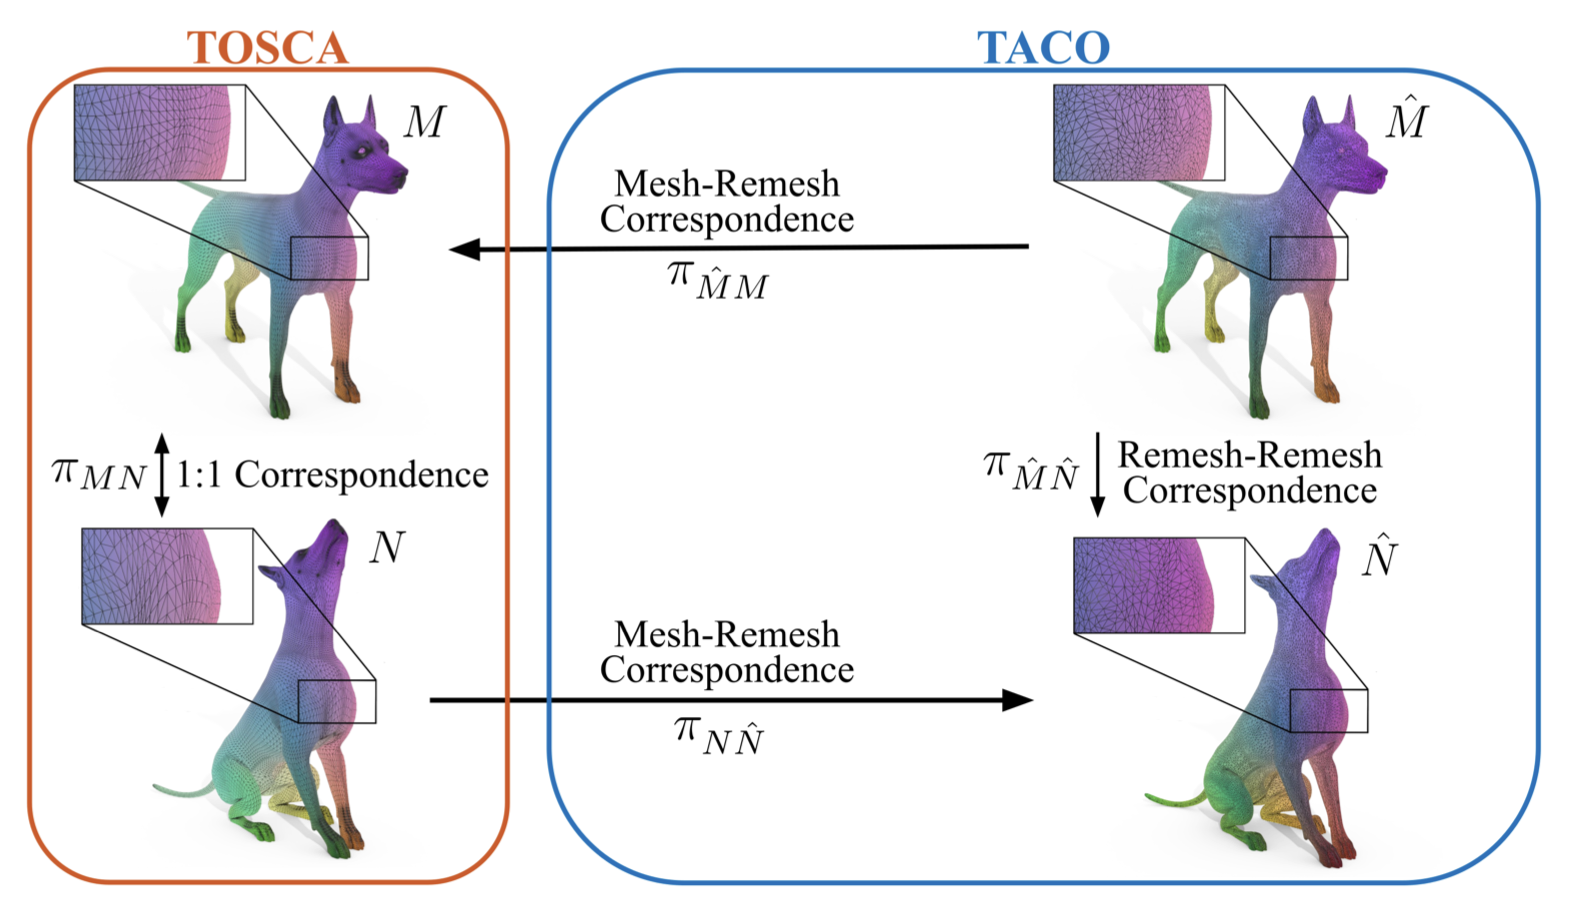 TOSCA
TACO
M
M̂
Mesh-Remesh
Correspondence
π_{M̂M}
π_{MN} 1:1 Correspondence
π_{M̂N̂} Remesh-Remesh
Correspondence
N
N̂
Mesh-Remesh
Correspondence
π_{NN̂}